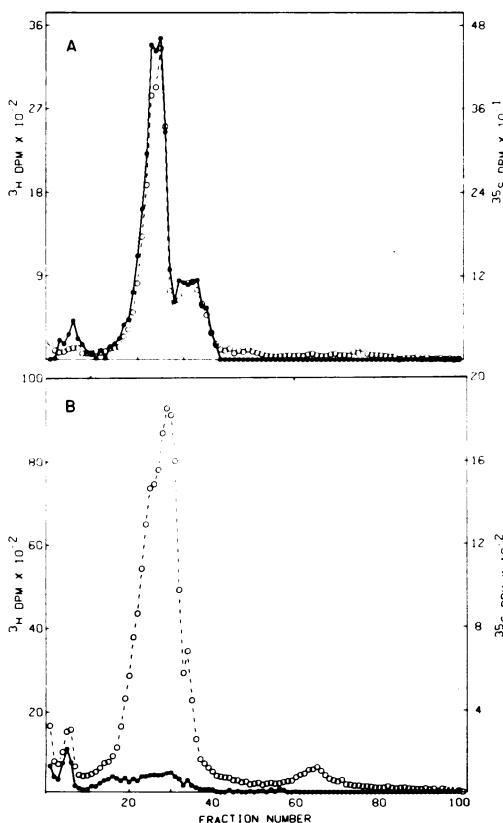 A
36
27
18
9
³H DPM X 10⁻²
48
36
24
12
³⁵S DPM X 10⁻¹
B
100
80
60
40
20
³H DPM X 10⁻²
20
16
12
8
4
³⁵S DPM X 10⁻²
20 40 60 80 100
FRACTION NUMBER